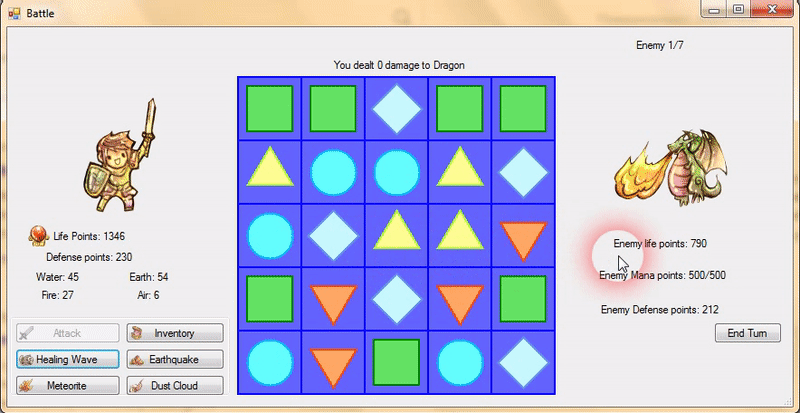 Battle
Enemy 1/7
You dealt 0 damage to Dragon
Life Points: 1346
Defense points: 230
Water: 45 Earth: 54
Fire: 27 Air: 6
Attack Inventory
Healing Wave Earthquake
Meteorite Dust Cloud
Enemy life points: 790
Enemy Mana points: 500/500
Enemy Defense points: 212
End Turn